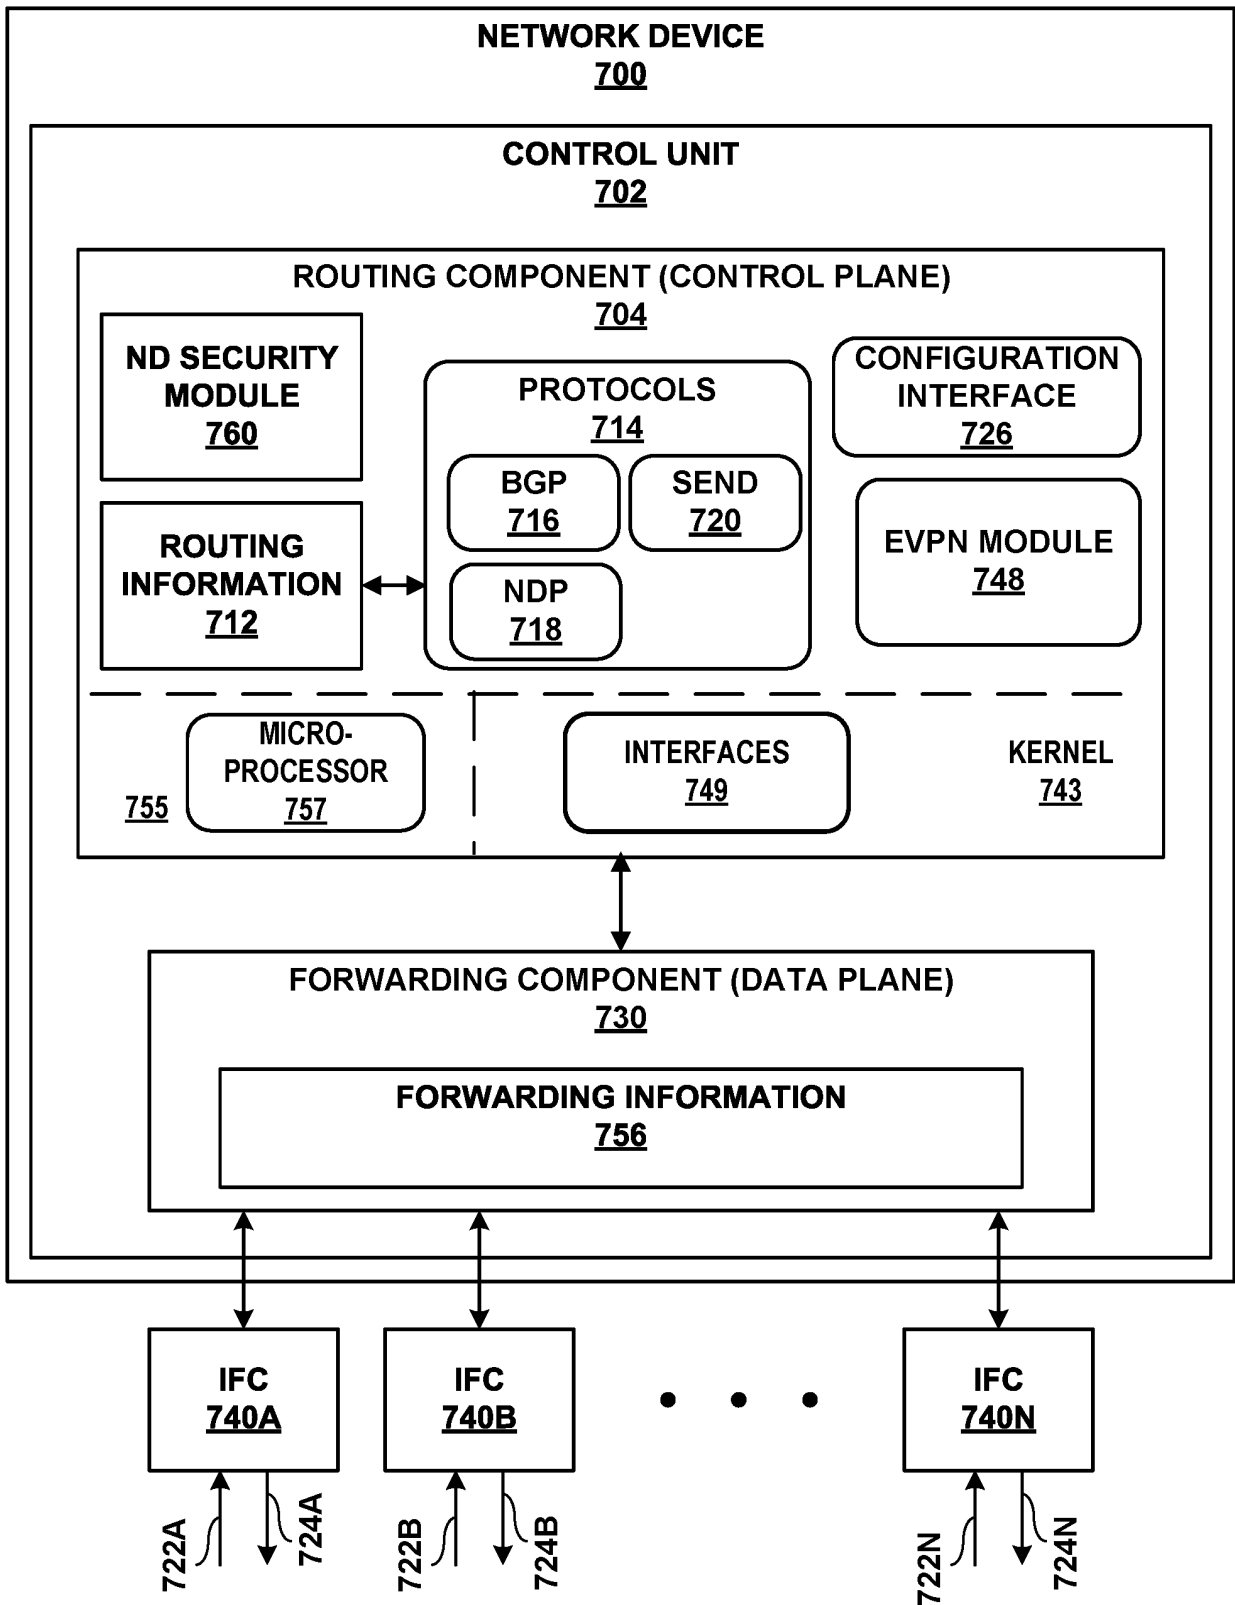 NETWORK DEVICE
700
CONTROL UNIT
702
ROUTING COMPONENT (CONTROL PLANE)
704
ND SECURITY
MODULE
760
ROUTING
INFORMATION
712
PROTOCOLS
714
BGP
716
SEND
720
NDP
718
CONFIGURATION
INTERFACE
726
EVPN MODULE
748
755
MICRO-
PROCESSOR
757
INTERFACES
749
KERNEL
743
FORWARDING COMPONENT (DATA PLANE)
730
FORWARDING INFORMATION
756
IFC
740A
IFC
740B
IFC
740N
722A
724A
722B
724B
722N
724N